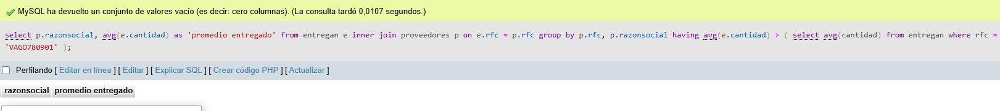 MySQL ha devuelto un conjunto de valores vacío (es decir: cero columnas). (La consulta tardó 0,0107 segundos.)
select p.razonsocial, avg(e.cantidad) as 'promedio entregado' from entregan e inner join proveedores p on e.rfc = p.rfc group by p.rfc, p.razonsocial having avg(e.cantidad) > ( select avg(cantidad) from entregan where rfc =
'VAGO780901' );
Perfilando [ Editar en línea ] [ Editar ] [ Explicar SQL ] [ Crear código PHP ] [ Actualizar ]
razonsocial promedio entregado